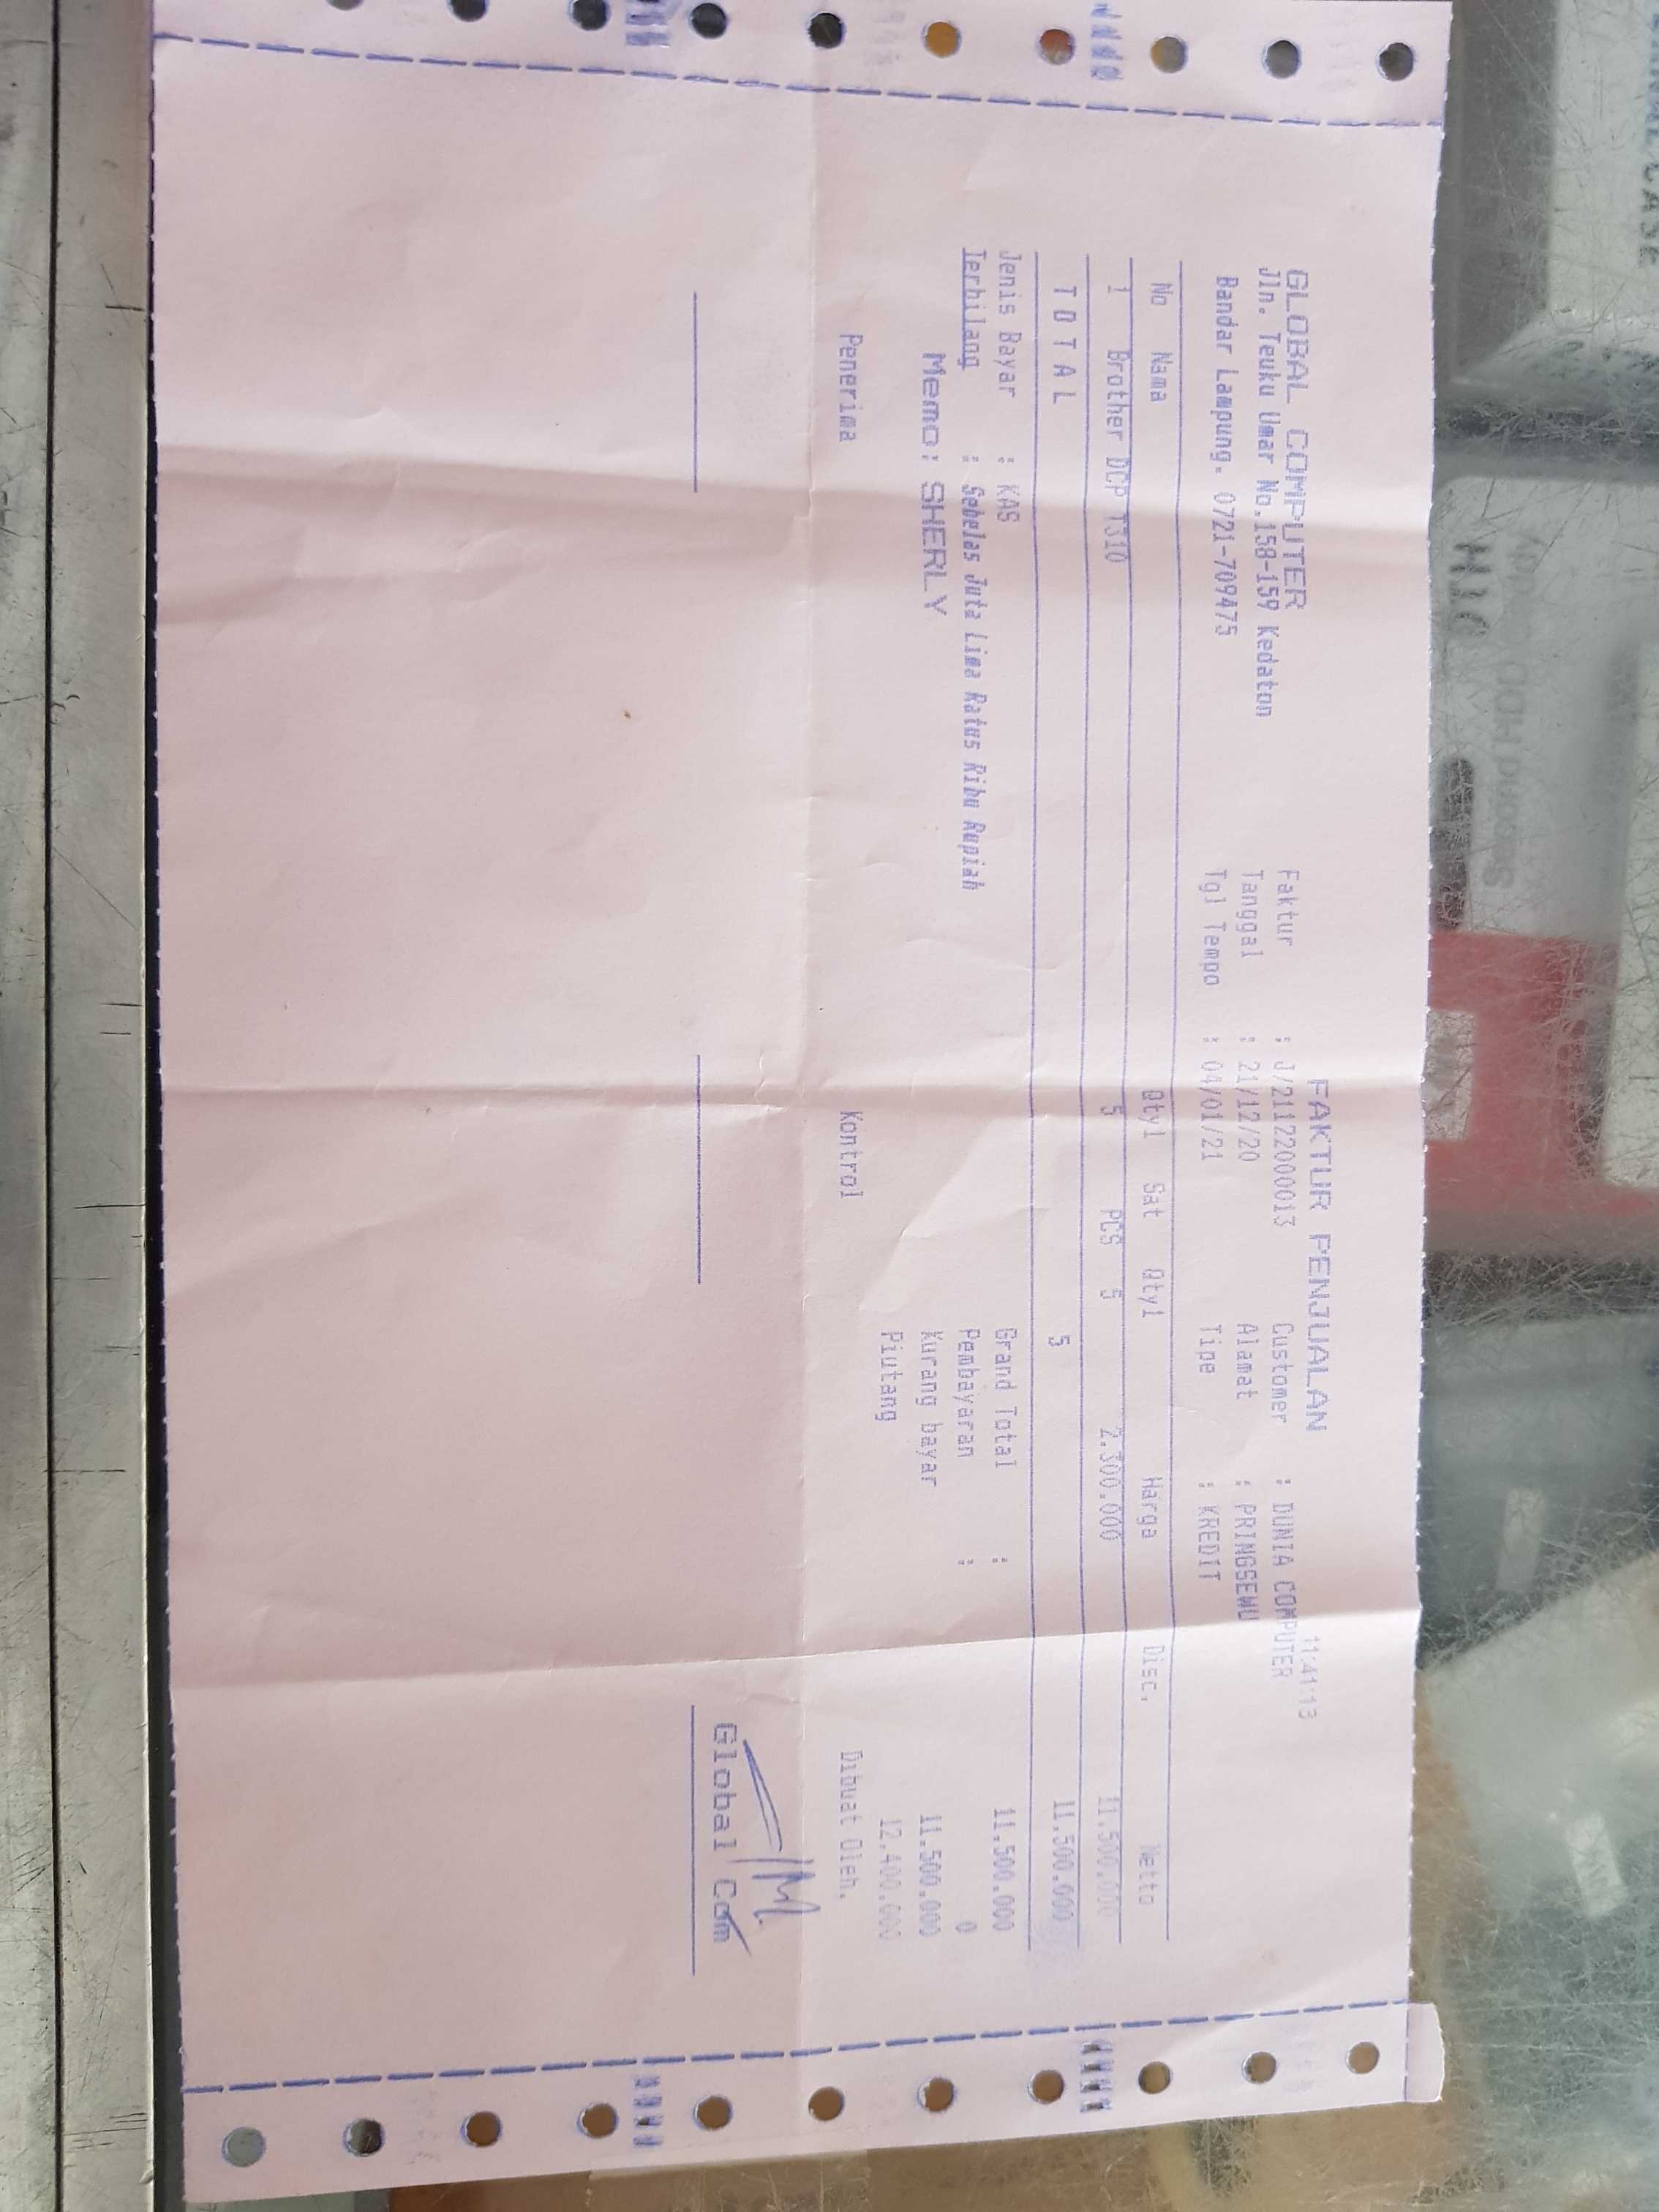 FAKTUR PENJUALAN 11:41:13
GLOBAL COMPUTER Faktur : J/211220000013 Customer : DUNIA COMPUTER
Jln. Teuku Umar No.158-159 Kedaton Tanggal : 21/12/20 Alamat : PRINGSEWU
Bandar Lampung. 0721-709475 Tgl Tempo : 04/01/21 Tipe : KREDIT
No Nama Qty1 Sat Qty1 Harga Disc. Netto
1 Brother DCP T310 5 PCS 5 2.300.000 11.500.000
T O T A L 5 11.500.000
Jenis Bayar : KAS Grand Total : 11.500.000
Terbilang : Sebelas Juta Lima Ratus Ribu Rupiah Pembayaran : 0
Memo: SHERLY Kurang bayar 11.500.000
Piutang 12.400.000
Penerima Kontrol Dibuat Oleh,
Global Com